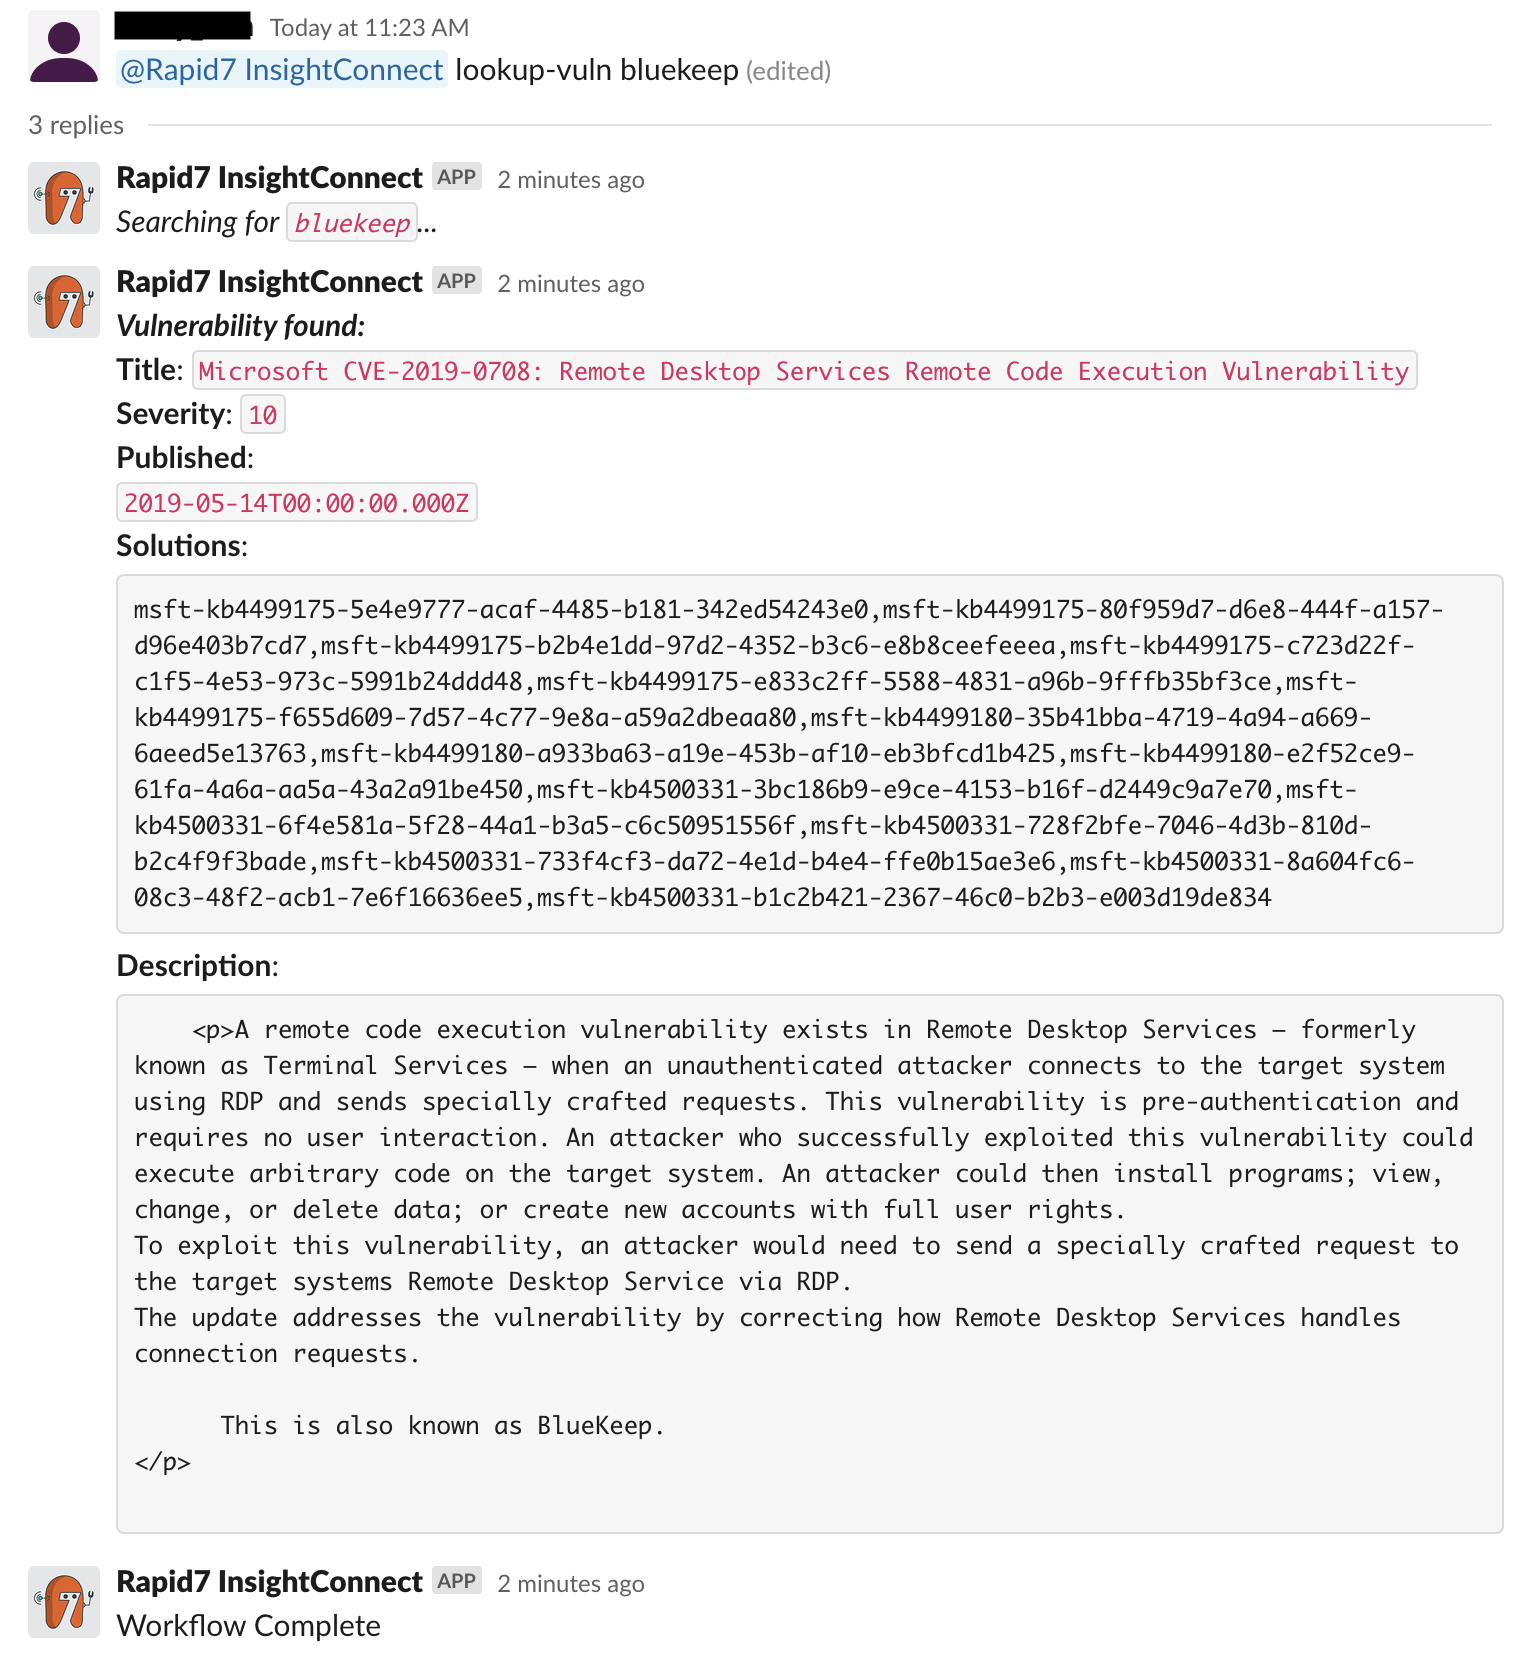 Today at 11:23 AM
@Rapid7 InsightConnect lookup-vuln bluekeep (edited)
3 replies
Rapid7 InsightConnect APP 2 minutes ago
Searching for bluekeep...
Rapid7 InsightConnect APP 2 minutes ago
Vulnerability found:
Title: Microsoft CVE-2019-0708: Remote Desktop Services Remote Code Execution Vulnerability
Severity: 10
Published:
2019-05-14T00:00:00.000Z
Solutions:
msft-kb4499175-5e4e9777-acaf-4485-b181-342ed54243e0,msft-kb4499175-80f959d7-d6e8-444f-a157-
d96e403b7cd7,msft-kb4499175-b2b4e1dd-97d2-4352-b3c6-e8b8ceefeeea,msft-kb4499175-c723d22f-
c1f5-4e53-973c-5991b24ddd48,msft-kb4499175-e833c2ff-5588-4831-a96b-9fffb35bf3ce,msft-
kb4499175-f655d609-7d57-4c77-9e8a-a59a2dbeaa80,msft-kb4499180-35b41bba-4719-4a94-a669-
6aeed5e13763,msft-kb4499180-a933ba63-a19e-453b-af10-eb3bfcd1b425,msft-kb4499180-e2f52ce9-
61fa-4a6a-aa5a-43a2a91be450,msft-kb4500331-3bc186b9-e9ce-4153-b16f-d2449c9a7e70,msft-
kb4500331-6f4e581a-5f28-44a1-b3a5-c6c50951556f,msft-kb4500331-728f2bfe-7046-4d3b-810d-
b2c4f9f3bade,msft-kb4500331-733f4cf3-da72-4e1d-b4e4-ffe0b15ae3e6,msft-kb4500331-8a604fc6-
08c3-48f2-acb1-7e6f16636ee5,msft-kb4500331-b1c2b421-2367-46c0-b2b3-e003d19de834
Description:
<p>A remote code execution vulnerability exists in Remote Desktop Services – formerly
known as Terminal Services – when an unauthenticated attacker connects to the target system
using RDP and sends specially crafted requests. This vulnerability is pre-authentication and
requires no user interaction. An attacker who successfully exploited this vulnerability could
execute arbitrary code on the target system. An attacker could then install programs; view,
change, or delete data; or create new accounts with full user rights.
To exploit this vulnerability, an attacker would need to send a specially crafted request to
the target systems Remote Desktop Service via RDP.
The update addresses the vulnerability by correcting how Remote Desktop Services handles
connection requests.
This is also known as BlueKeep.
</p>
Rapid7 InsightConnect APP 2 minutes ago
Workflow Complete